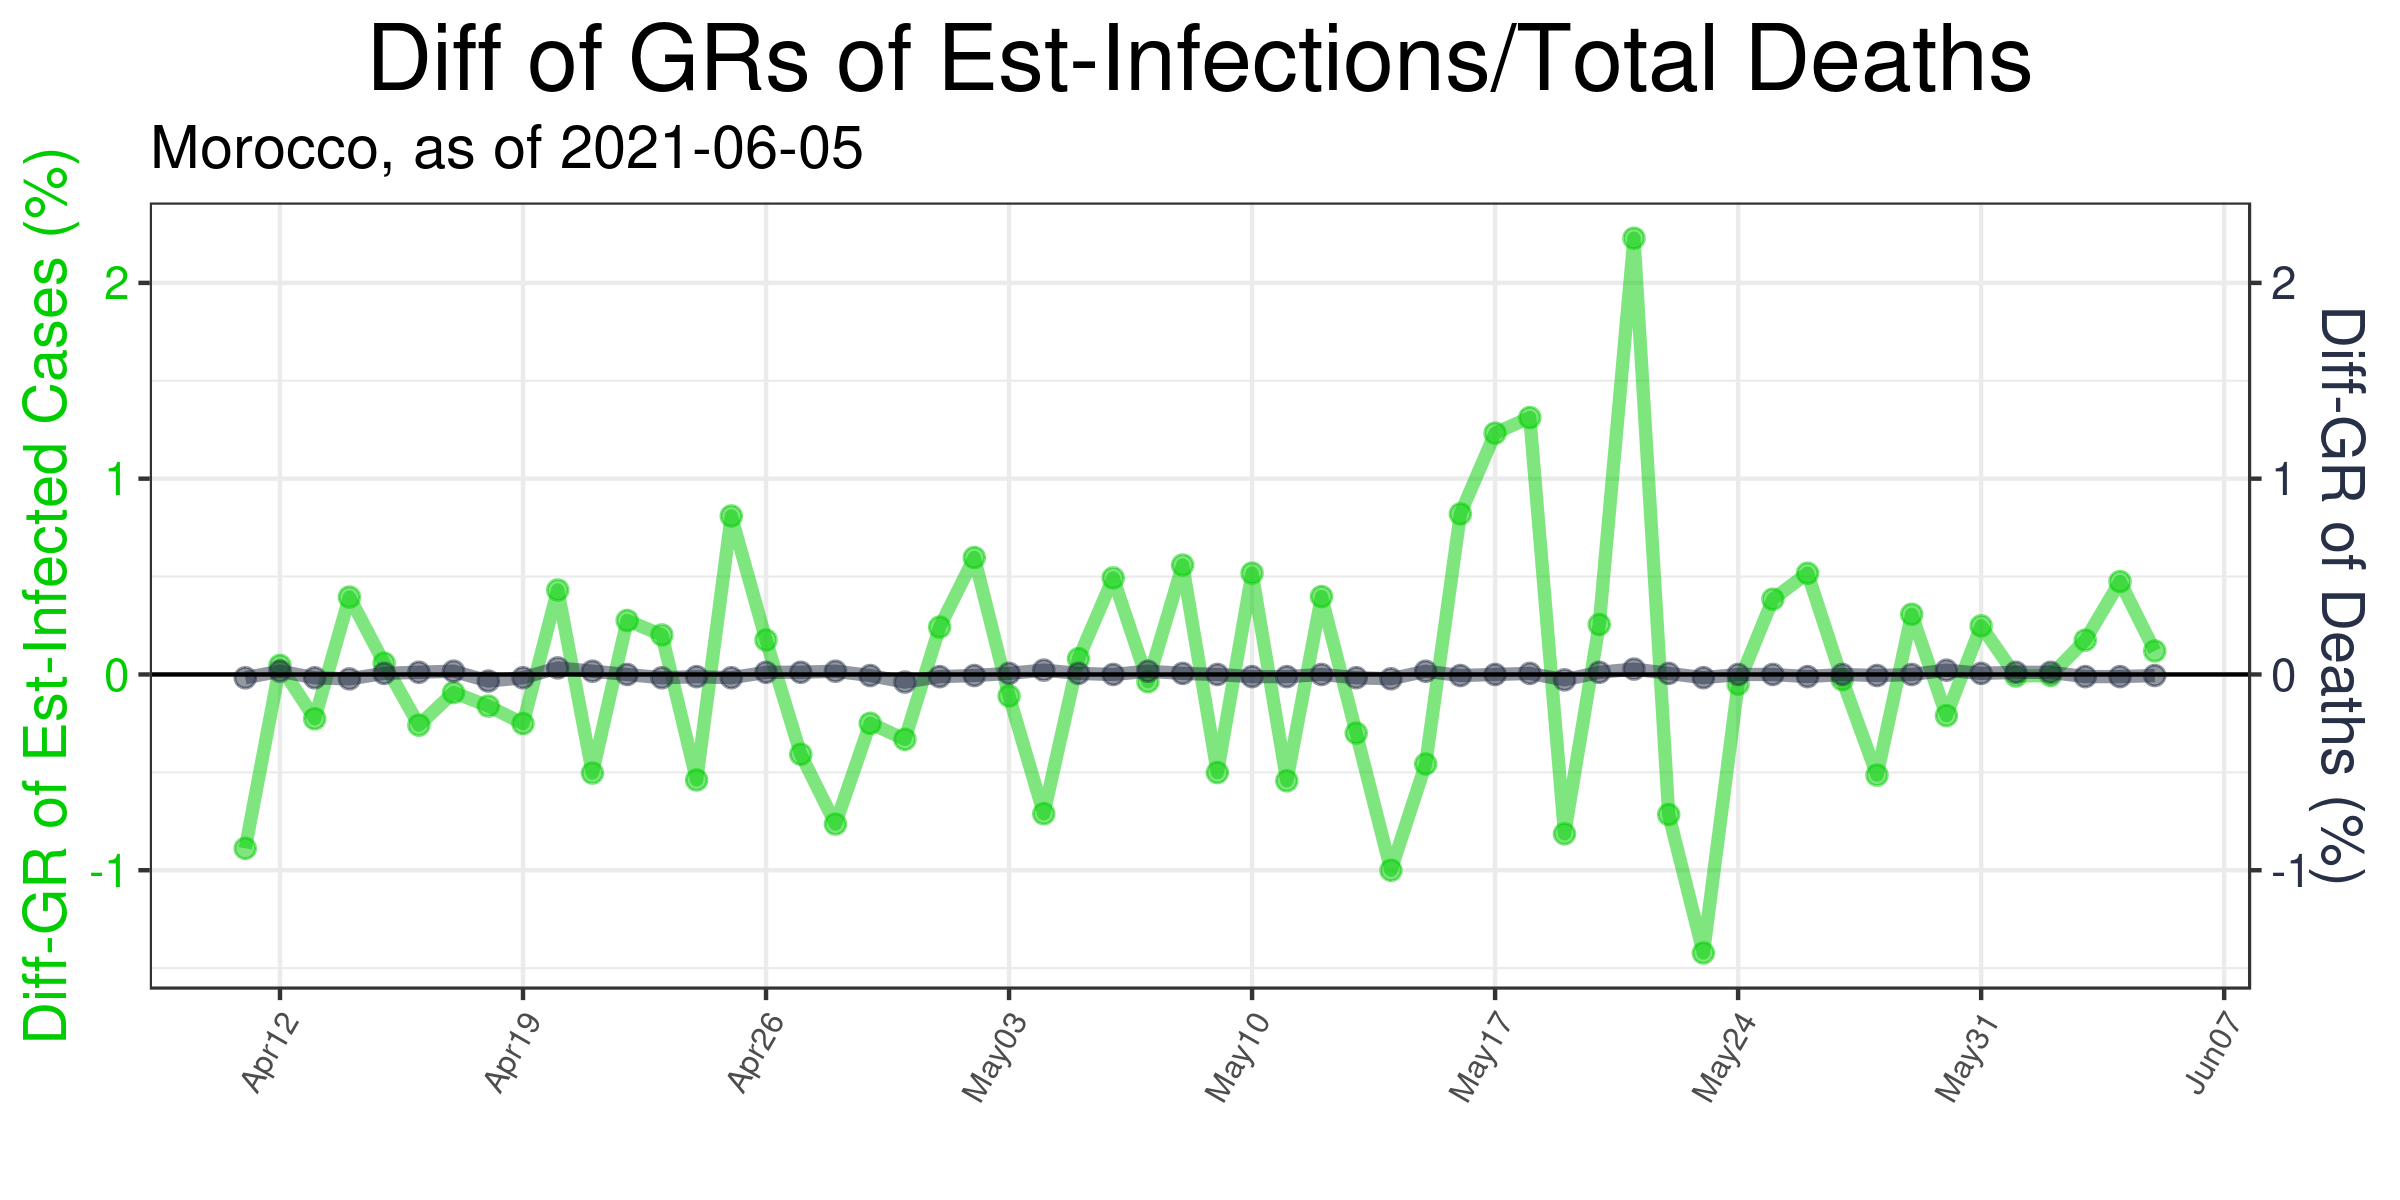 Diff of GRs of Est-Infections/Total Deaths
Morocco, as of 2021-06-05
Diff-GR of Est-Infected Cases (%)
2
1
0
-1
2
1
0
-1
Diff-GR of Deaths (%)
Apr12
Apr19
Apr26
May03
May10
May17
May24
May31
Jun07